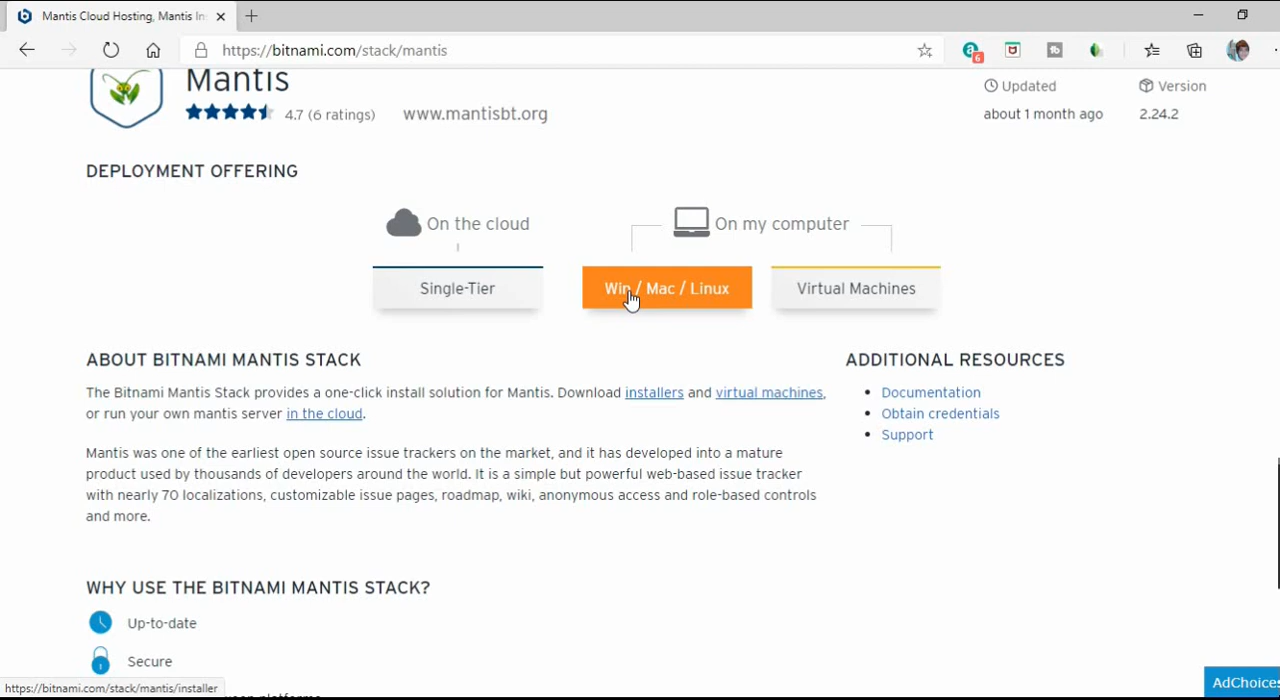 Mantis Cloud Hosting, Mantis In
https://bitnami.com/stack/mantis
6
Mantis
4.7 (6 ratings)
www.mantisbt.org
Updated
about 1 month ago
Version
2.24.2
DEPLOYMENT OFFERING
On the cloud
On my computer
Single-Tier
Win / Mac / Linux
Virtual Machines
ABOUT BITNAMI MANTIS STACK
The Bitnami Mantis Stack provides a one-click install solution for Mantis. Download installers and virtual machines,
or run your own mantis server in the cloud.
Mantis was one of the earliest open source issue trackers on the market, and it has developed into a mature
product used by thousands of developers around the world. It is a simple but powerful web-based issue tracker
with nearly 70 localizations, customizable issue pages, roadmap, wiki, anonymous access and role-based controls
and more.
ADDITIONAL RESOURCES
Documentation
Obtain credentials
Support
WHY USE THE BITNAMI MANTIS STACK?
Up-to-date
Secure
https://bitnami.com/stack/mantis/installer
AdChoices